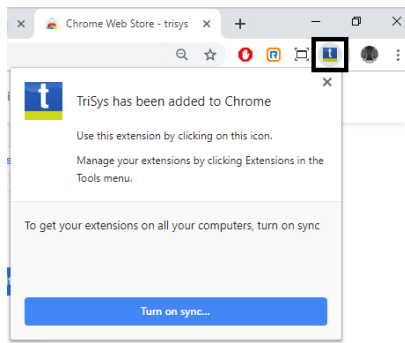 Chrome Web Store - trisys
t
TriSys has been added to Chrome
Use this extension by clicking on this icon.
Manage your extensions by clicking Extensions in the
Tools menu.
To get your extensions on all your computers, turn on sync
Turn on sync...